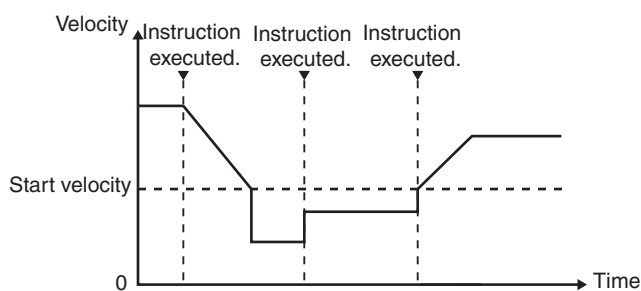 Velocity
Instruction executed.
Instruction executed.
Instruction executed.
Start velocity
0
Time